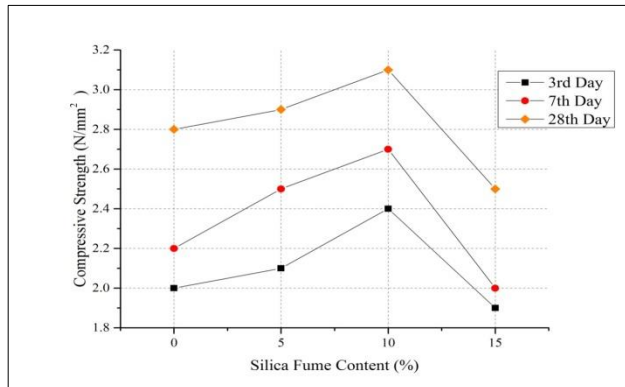 3.2
3.0
2.8
2.6
2.4
2.2
2.0
1.8
Compressive Strength (N/mm²)
0
5
10
15
Silica Fume Content (%)
3rd Day
7th Day
28th Day